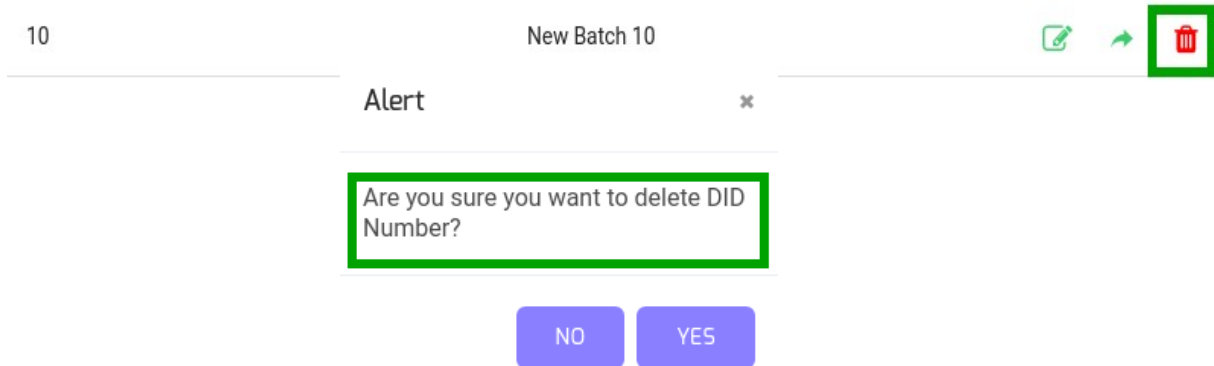 10 New Batch 10
Alert
Are you sure you want to delete DID
Number?
NO YES